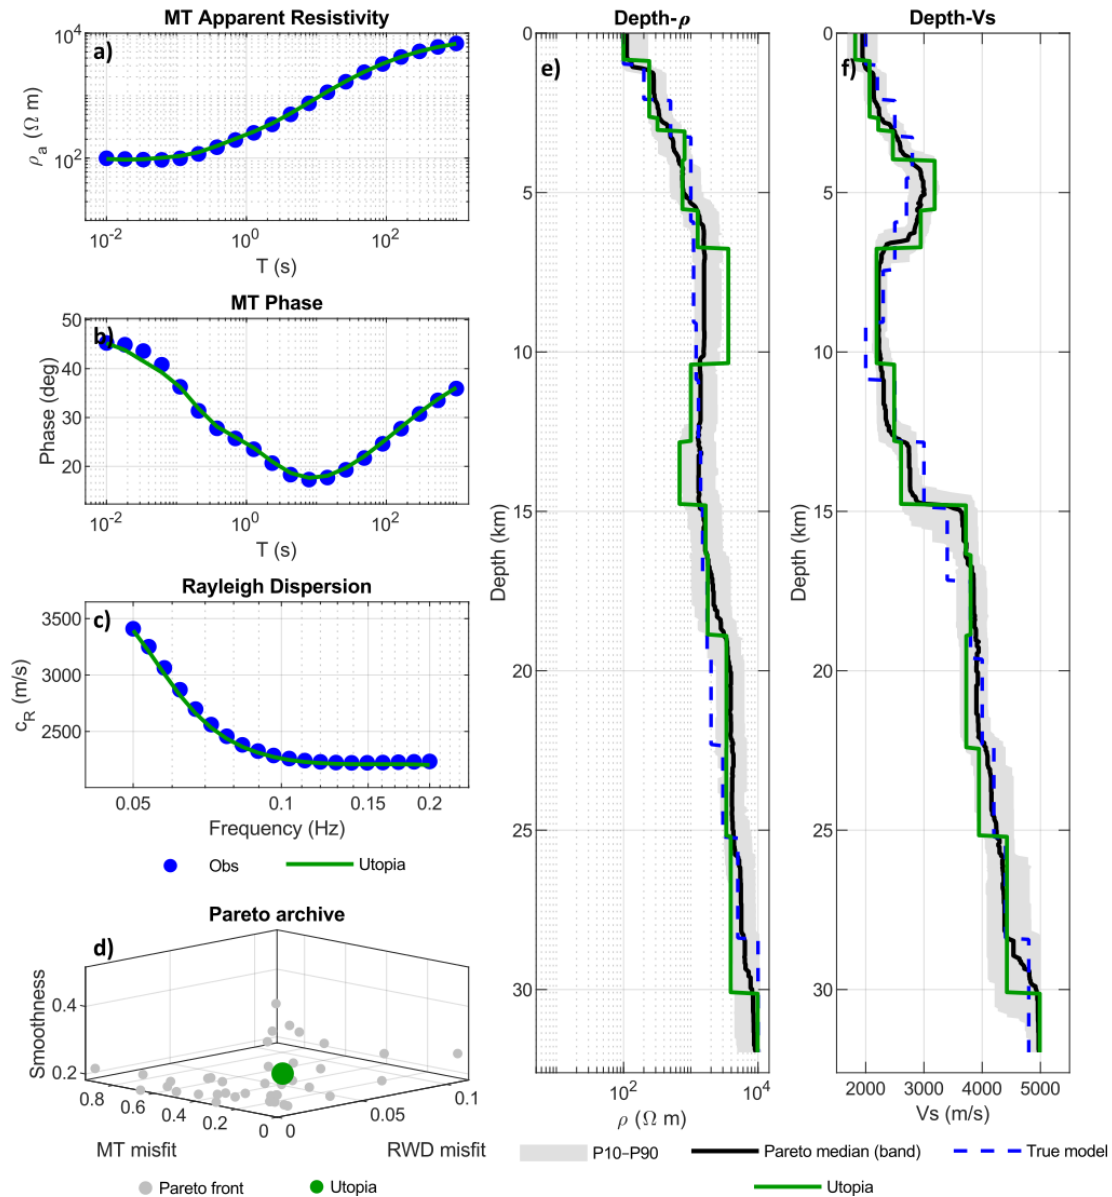 MT Apparent Resistivity
a)
10^4
10^2
ρ_a (Ω m)
10^-2
10^0
10^2
T (s)
MT Phase
b)
50
40
30
20
Phase (deg)
10^-2
10^0
10^2
T (s)
Rayleigh Dispersion
c)
3500
3000
2500
c_R (m/s)
0.05
0.1
0.15
0.2
Frequency (Hz)
Obs
Utopia
Pareto archive
d)
Smoothness
0.4
0.2
0.8
0.6
0.4
0.2
0
0
0.05
0.1
MT misfit
RWD misfit
Pareto front
Utopia
Depth-ρ
e)
0
5
10
15
20
25
30
Depth (km)
10^2
10^4
ρ (Ω m)
Depth-Vs
f)
0
5
10
15
20
25
30
Depth (km)
2000
3000
4000
5000
Vs (m/s)
P10–P90
Pareto median (band)
True model
Utopia